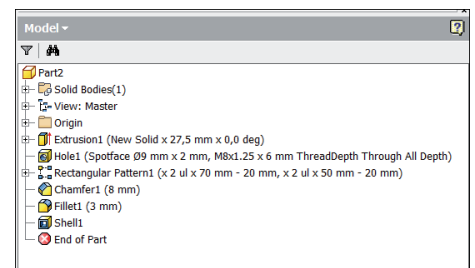 Model
Part2
Solid Bodies(1)
View: Master
Origin
Extrusion1 (New Solid x 27,5 mm x 0,0 deg)
Hole1 (Spotface Ø9 mm x 2 mm, M8x1.25 x 6 mm ThreadDepth Through All Depth)
Rectangular Pattern1 (x 2 ul x 70 mm - 20 mm, x 2 ul x 50 mm - 20 mm)
Chamfer1 (8 mm)
Fillet1 (3 mm)
Shell1
End of Part